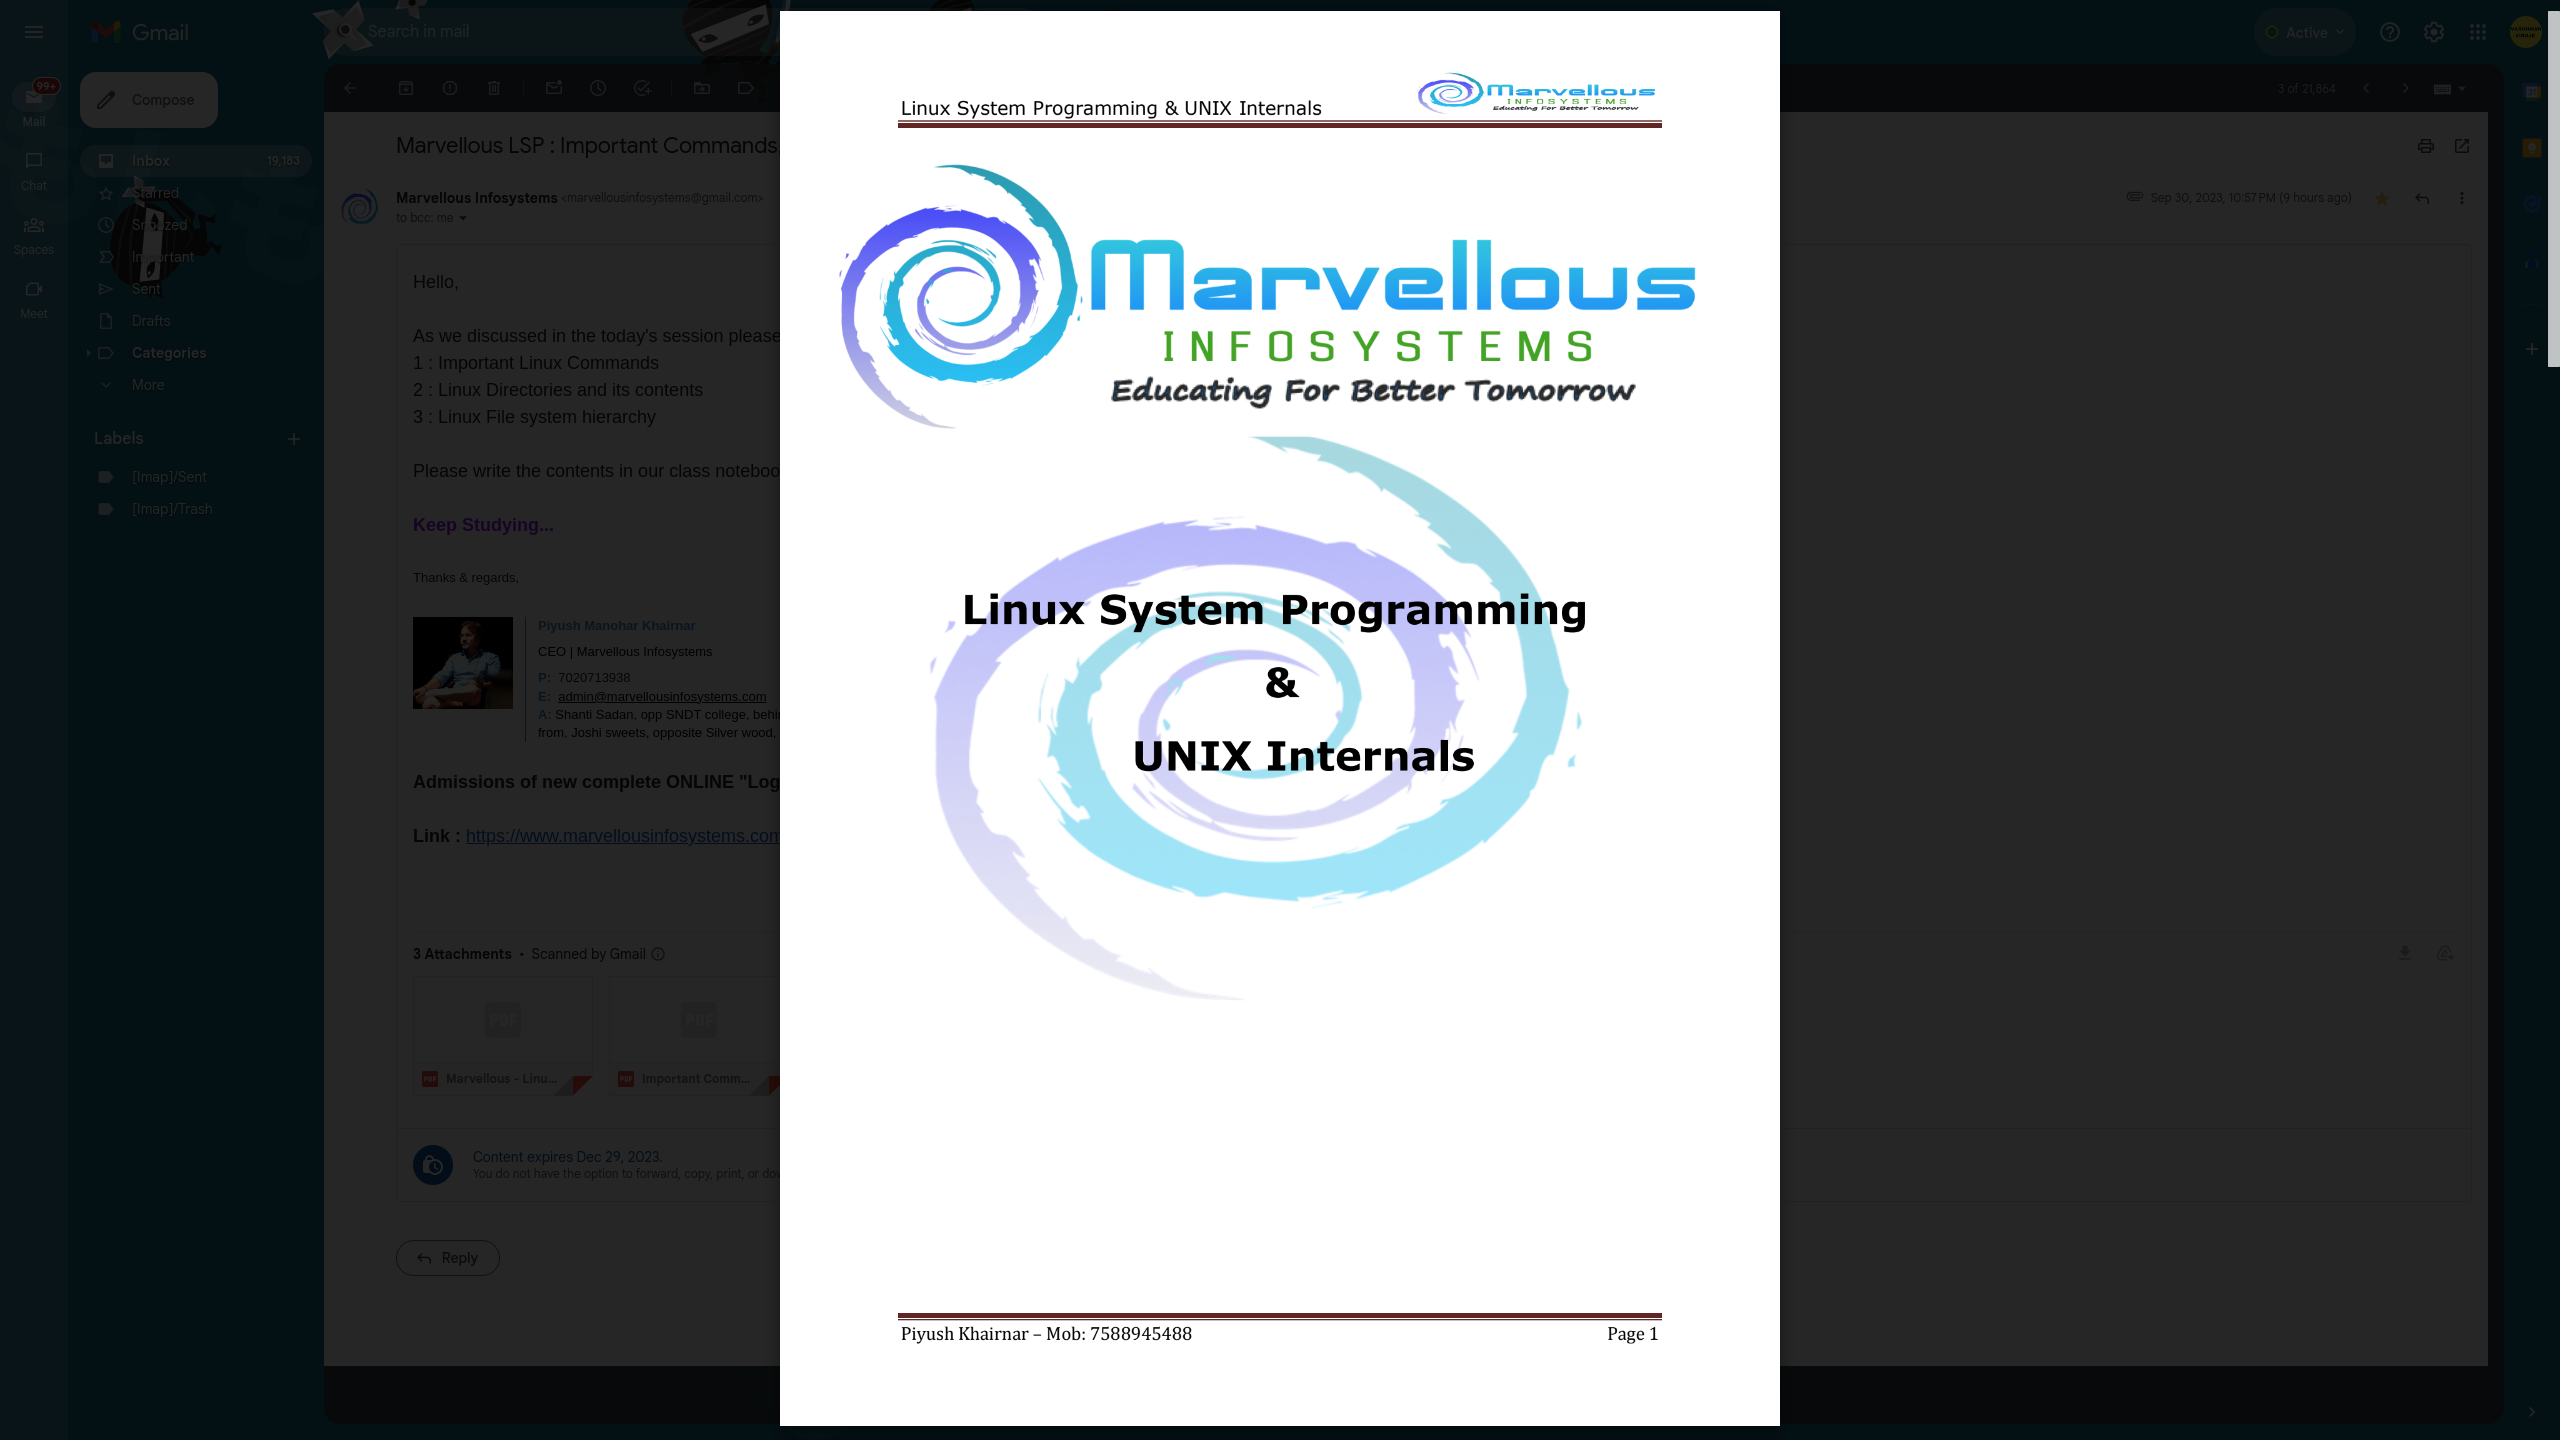 Gmail
Search in mail
Active
99+
Mail
Compose
3 of 21,864
Chat
Spaces
Meet
Inbox 19,183
Starred
Snoozed
Important
Sent
Drafts
Categories
More
Labels
[Imap]/Sent
[Imap]/Trash
Marvellous LSP : Important Commands
Marvellous Infosystems <marvellousinfosystems@gmail.com>
to bcc: me
Sep 30, 2023, 10:57 PM (9 hours ago)
Hello,
As we discussed in the today's session please
1 : Important Linux Commands
2 : Linux Directories and its contents
3 : Linux File system hierarchy
Please write the contents in our class
Keep Studying...
Thanks & regards,
Piyush Manohar Khairnar
CEO | Marvellous Infosystems
P: 7020713938
E: admin@marvellousinfosystems.com
A: Shanti Sadan, opp SNDT college,
from, Joshi sweets, opposite Silver wood,
Admissions of new complete ONLINE "Log
Link : https://www.marvellousinfosystems.com
3 Attachments • Scanned by Gmail
PDF
PDF
PDF Marvellous - Linu...
PDF Important Comm...
Content expires Dec 29, 2023.
You do not have the option to forward, copy, print, or
Reply
Linux System Programming & UNIX Internals
Marvellous
INFOSYSTEMS
Educating For Better Tomorrow
Marvellous
INFOSYSTEMS
Educating For Better Tomorrow
Linux System Programming
&
UNIX Internals
Piyush Khairnar – Mob: 7588945488 Page 1